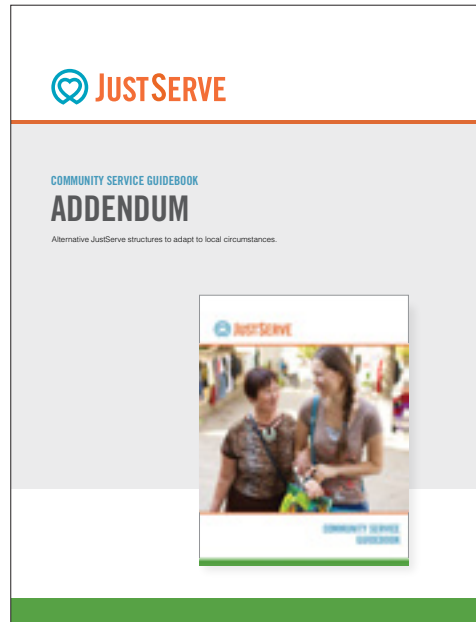 JUSTSERVE
COMMUNITY SERVICE GUIDEBOOK
ADDENDUM
Alternative JustServe structures to adapt to local circumstances.
JUSTSERVE
COMMUNITY SERVICE
GUIDEBOOK